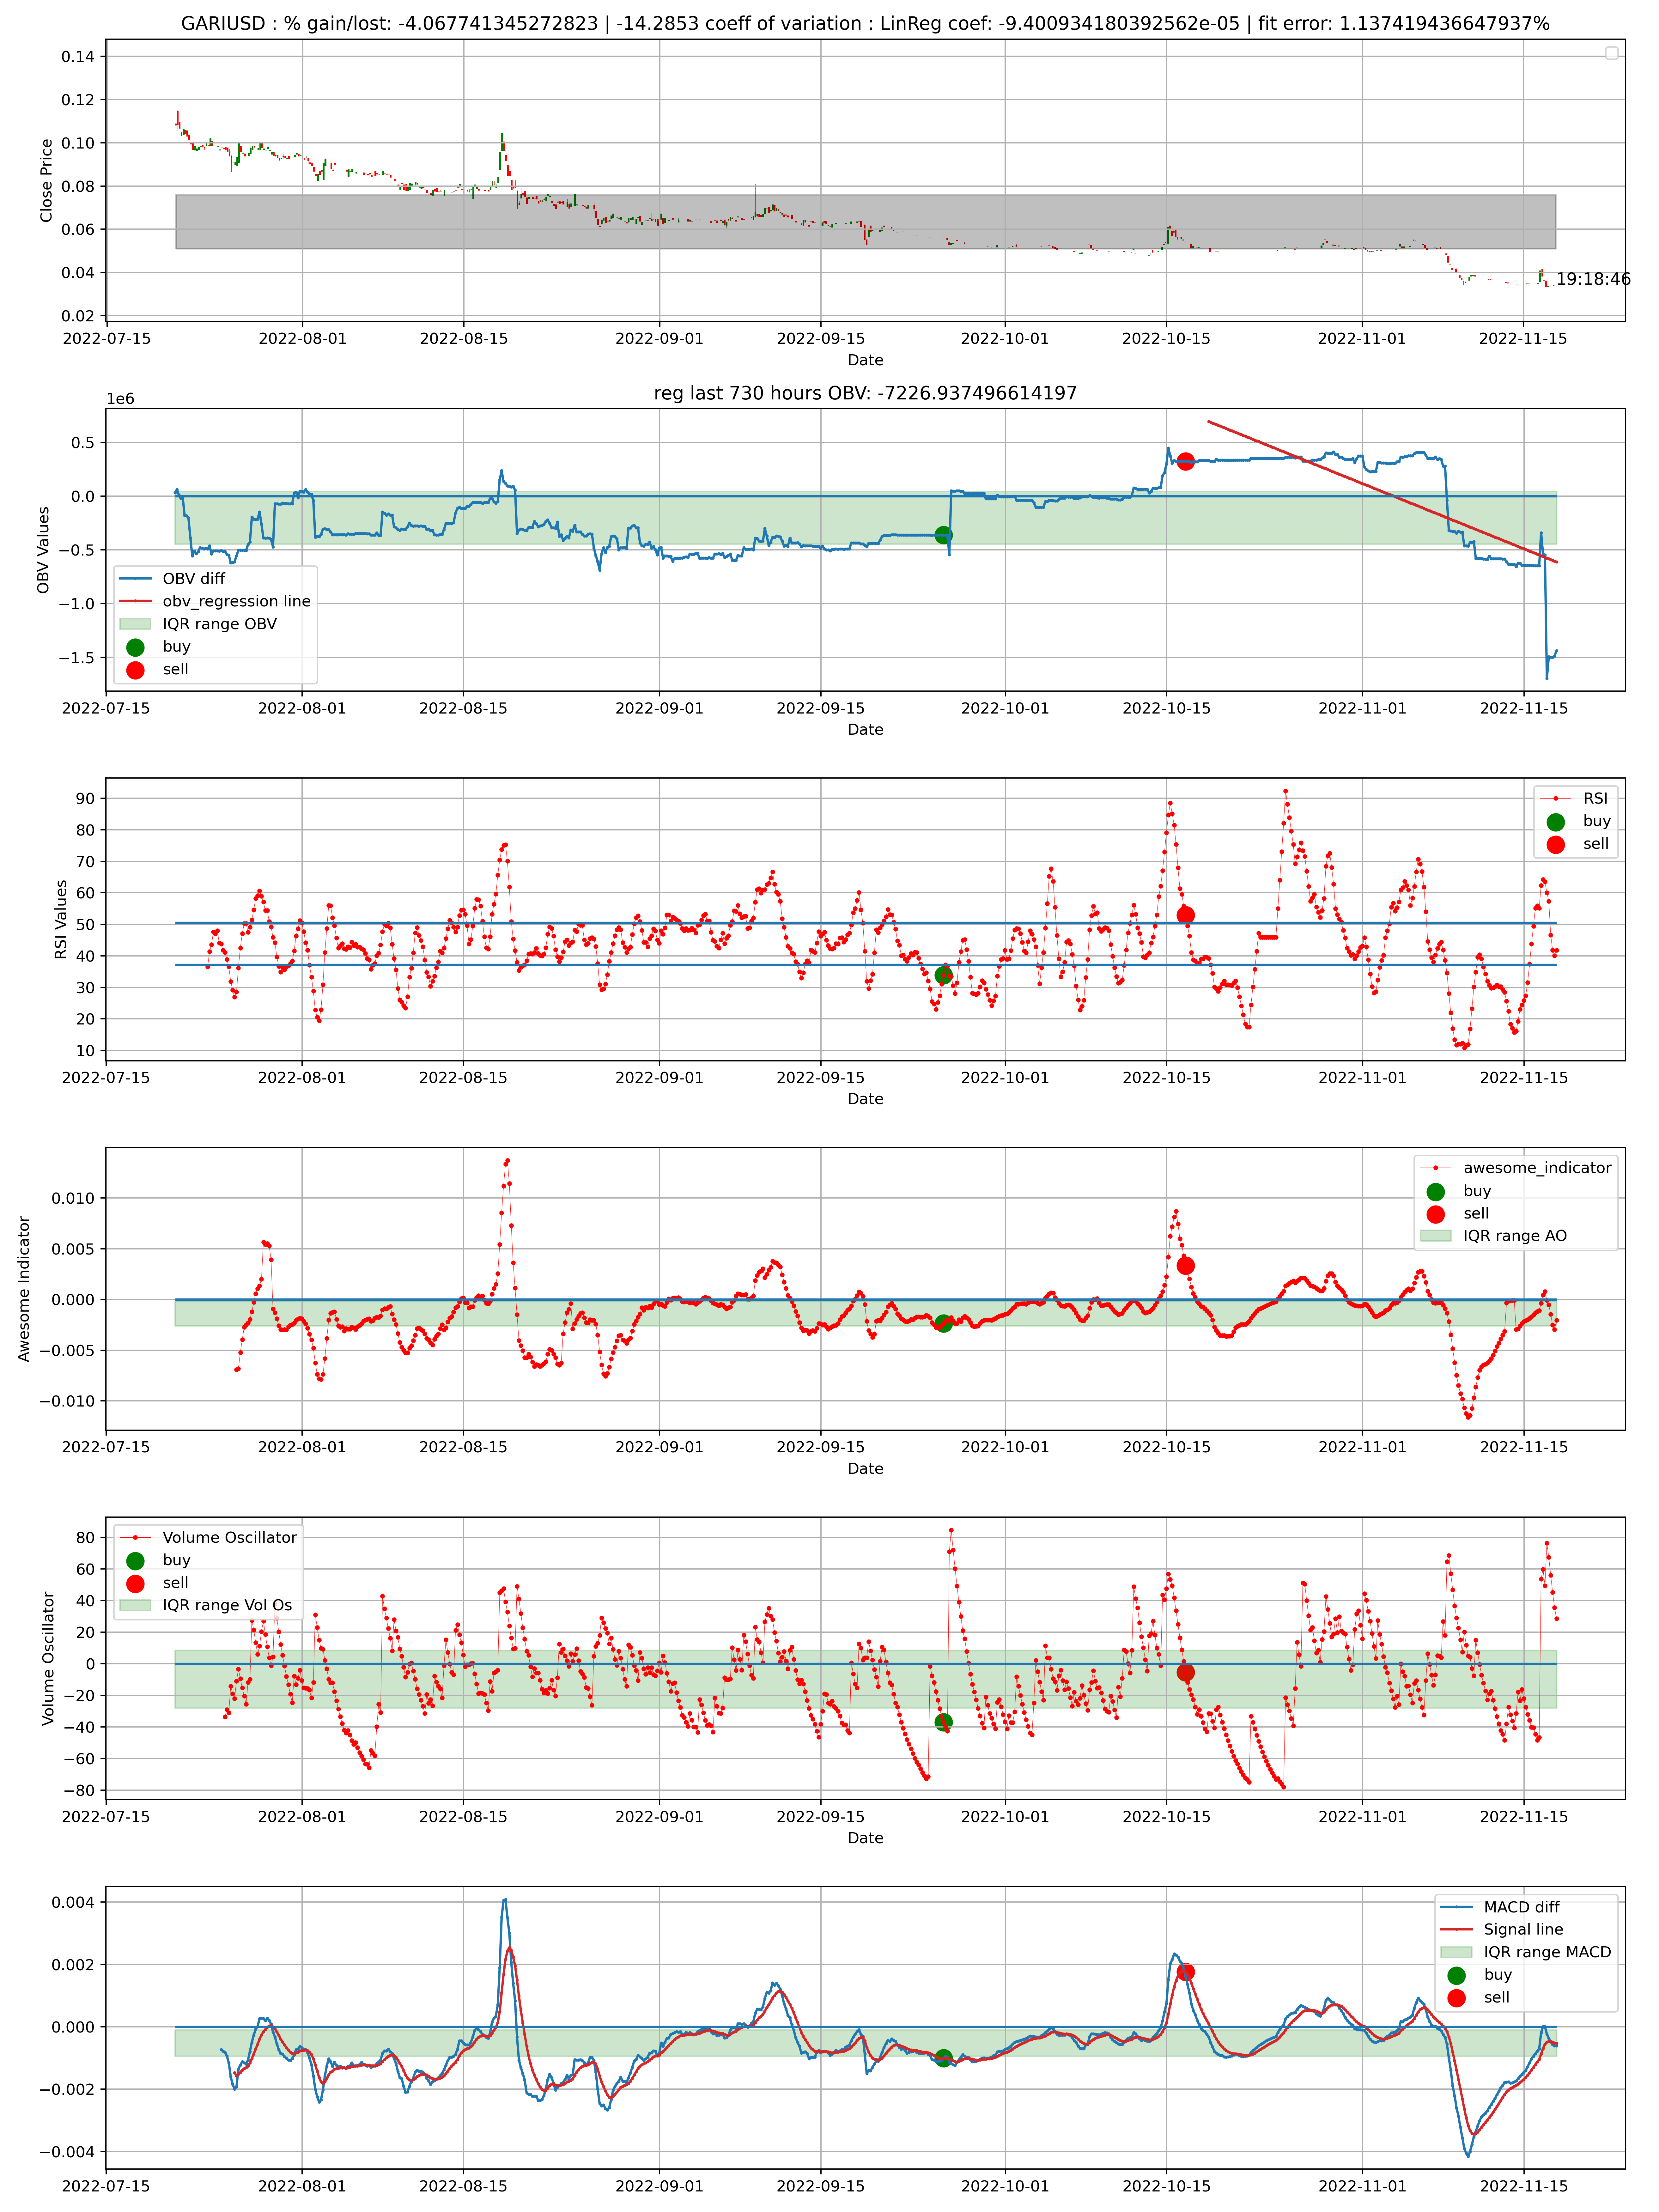 GARIUSD : % gain/lost: -4.067741345272823 | -14.2853 coeff of variation : LinReg coef: -9.400934180392562e-05 | fit error: 1.137419436647937%
0.14
0.12
0.10
0.08
0.06
0.04
0.02
Close Price
19:18:46
2022-07-15 2022-08-01 2022-08-15 2022-09-01 2022-09-15 2022-10-01 2022-10-15 2022-11-01 2022-11-15
Date
reg last 730 hours OBV: -7226.937496614197
1e6
0.5
0.0
−0.5
−1.0
−1.5
OBV Values
OBV diff
obv_regression line
IQR range OBV
buy
sell
2022-07-15 2022-08-01 2022-08-15 2022-09-01 2022-09-15 2022-10-01 2022-10-15 2022-11-01 2022-11-15
Date
90
80
70
60
50
40
30
20
10
RSI Values
RSI
buy
sell
2022-07-15 2022-08-01 2022-08-15 2022-09-01 2022-09-15 2022-10-01 2022-10-15 2022-11-01 2022-11-15
Date
0.010
0.005
0.000
−0.005
−0.010
Awesome Indicator
awesome_indicator
buy
sell
IQR range AO
2022-07-15 2022-08-01 2022-08-15 2022-09-01 2022-09-15 2022-10-01 2022-10-15 2022-11-01 2022-11-15
Date
80
60
40
20
0
−20
−40
−60
−80
Volume Oscillator
Volume Oscillator
buy
sell
IQR range Vol Os
2022-07-15 2022-08-01 2022-08-15 2022-09-01 2022-09-15 2022-10-01 2022-10-15 2022-11-01 2022-11-15
Date
0.004
0.002
0.000
−0.002
−0.004
MACD diff
Signal line
IQR range MACD
buy
sell
2022-07-15 2022-08-01 2022-08-15 2022-09-01 2022-09-15 2022-10-01 2022-10-15 2022-11-01 2022-11-15